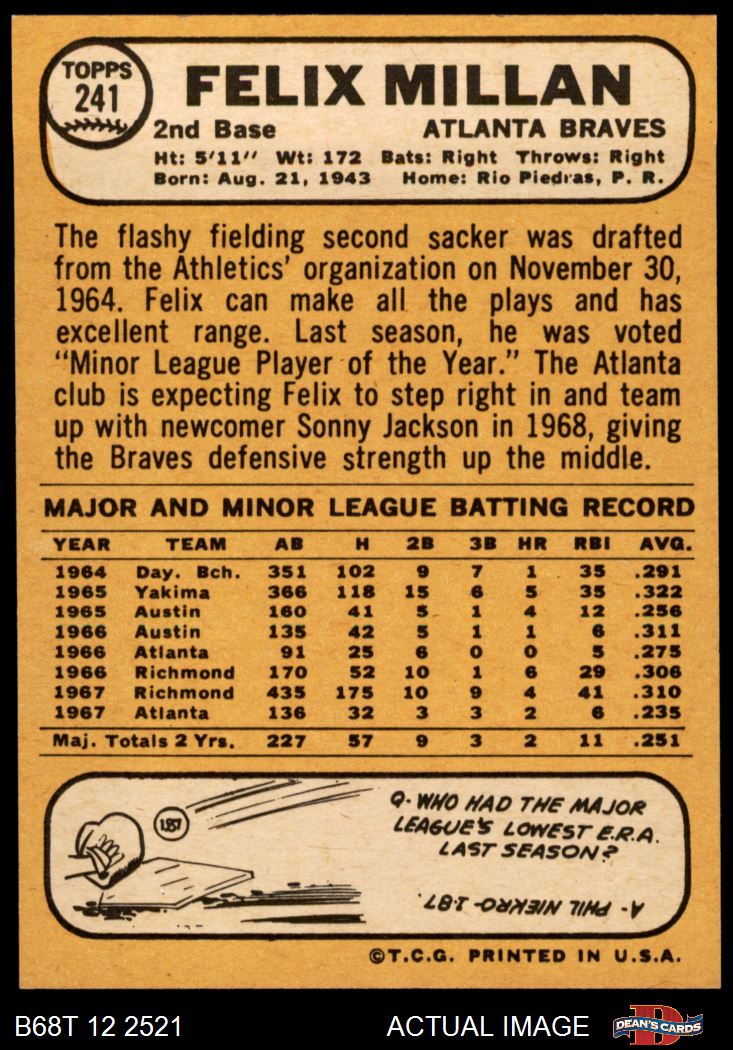 TOPPS
241
FELIX MILLAN
2nd Base ATLANTA BRAVES
Ht: 5'11" Wt: 172 Bats: Right Throws: Right
Born: Aug. 21, 1943 Home: Rio Piedras, P. R.
The flashy fielding second sacker was drafted
from the Athletics' organization on November 30,
1964. Felix can make all the plays and has
excellent range. Last season, he was voted
"Minor League Player of the Year." The Atlanta
club is expecting Felix to step right in and team
up with newcomer Sonny Jackson in 1968, giving
the Braves defensive strength up the middle.
MAJOR AND MINOR LEAGUE BATTING RECORD
YEAR TEAM AB H 2B 3B HR RBI AVG.
1964 Day. Bch. 351 102 9 7 1 35 .291
1965 Yakima 366 118 15 6 5 35 .322
1965 Austin 160 41 5 1 4 12 .256
1966 Austin 135 42 5 1 1 6 .311
1966 Atlanta 91 25 6 0 0 5 .275
1966 Richmond 170 52 10 1 6 29 .306
1967 Richmond 435 175 10 9 4 41 .310
1967 Atlanta 136 32 3 3 2 6 .235
Maj. Totals 2 Yrs. 227 57 9 3 2 11 .251
1.87
Q- WHO HAD THE MAJOR
LEAGUE'S LOWEST E.R.A.
LAST SEASON?
A- PHIL NIEKRO-1.87
©T.C.G. PRINTED IN U.S.A.
B68T 12 2521 ACTUAL IMAGE
D
DEAN'S CARDS